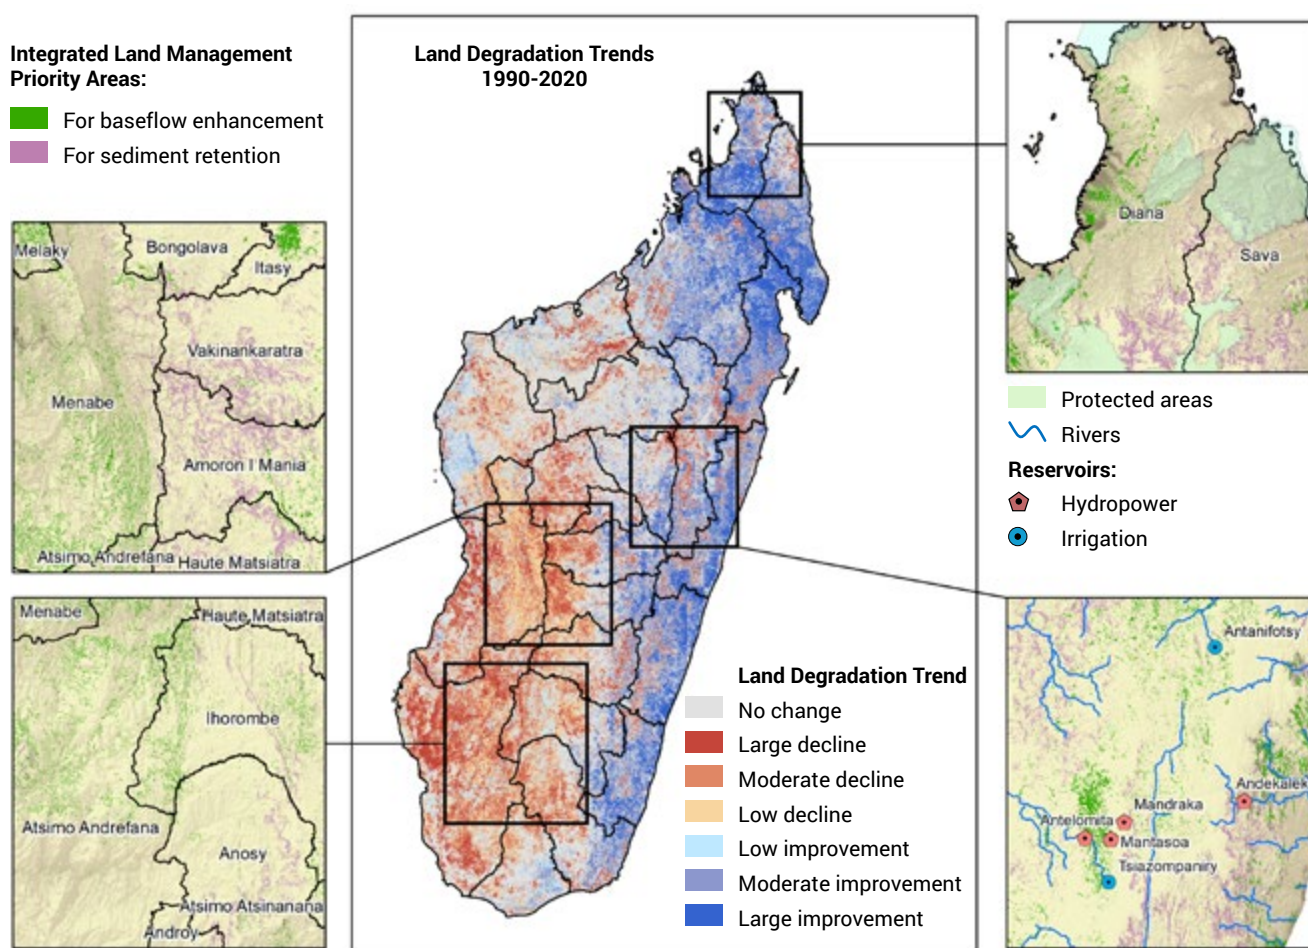 Integrated Land Management
Priority Areas:
For baseflow enhancement
For sediment retention
Melaky
Bongolava
Itasy
Vakinankaratra
Menabe
Amoron I Mania
Atsimo Andrefana
Haute Matsiatra
Menabe
Haute Matsiatra
Ihorombe
Atsimo Andrefana
Anosy
Atsimo Atsinanana
Androy
Land Degradation Trends
1990-2020
Land Degradation Trend
No change
Large decline
Moderate decline
Low decline
Low improvement
Moderate improvement
Large improvement
Diana
Sava
Protected areas
Rivers
Reservoirs:
Hydropower
Irrigation
Antanifotsy
Andekalek
Mandraka
Antelomita
Mantasoa
Tsiazompaniry